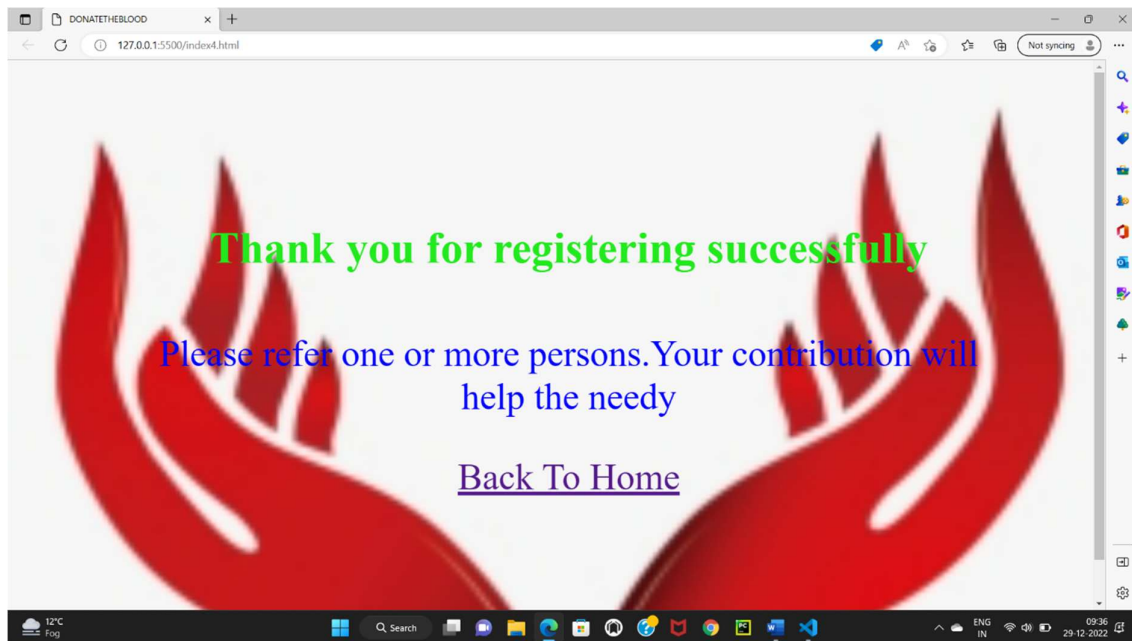 DONATETHEBLOOD
127.0.0.1:5500/index4.html
Not syncing
Thank you for registering successfully
Please refer one or more persons.Your contribution will
help the needy
Back To Home
12°C
Fog
Search
ENG
IN
09:36
29-12-2022